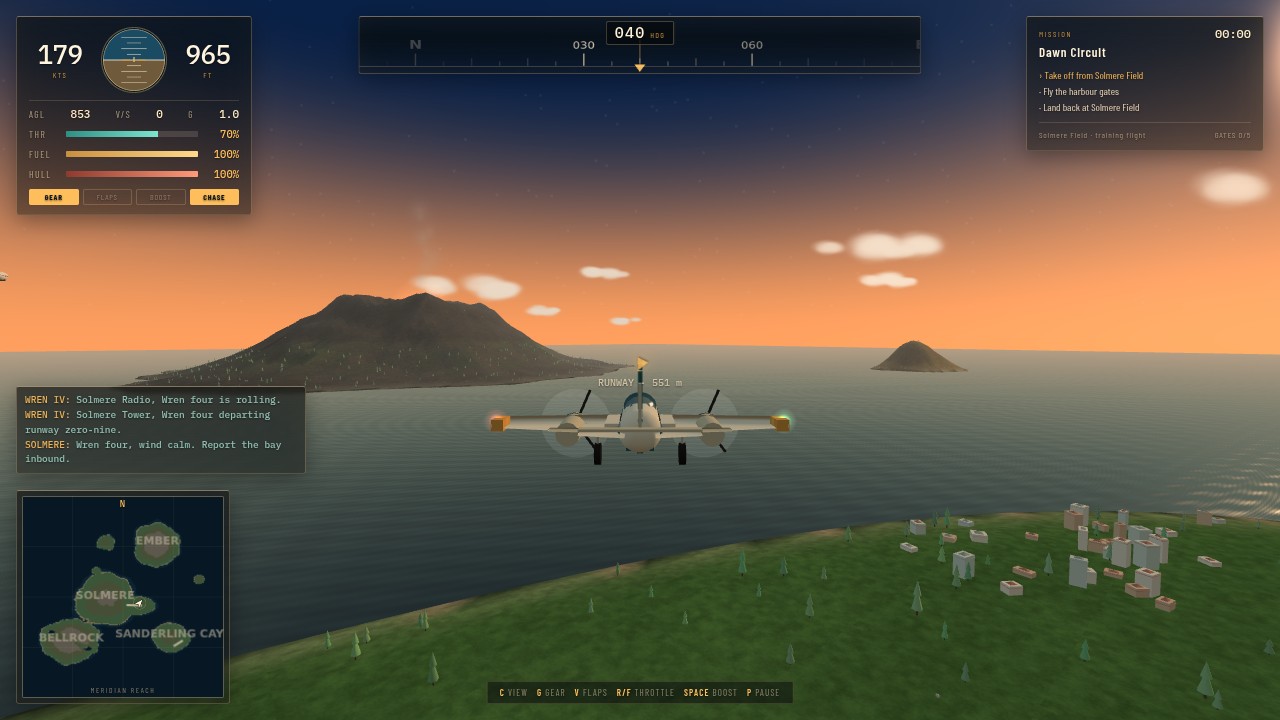 179
KTS
965
FT
AGL 853 V/S 0 G 1.0
THR 70%
FUEL 100%
HULL 100%
GEAR FLAPS BOOST CHASE
N 030 040 HDG 060
MISSION 00:00
Dawn Circuit
› Take off from Solmere Field
· Fly the harbour gates
· Land back at Solmere Field
Solmere Field · training flight GATES 0/5
RUNWAY 551 m
WREN IV: Solmere Radio, Wren four is rolling.
WREN IV: Solmere Tower, Wren four departing
runway zero-nine.
SOLMERE: Wren four, wind calm. Report the bay
inbound.
N
EMBER
SOLMERE
BELLROCK SANDERLING CAY
MERIDIAN REACH
C VIEW G GEAR V FLAPS R/F THROTTLE SPACE BOOST P PAUSE